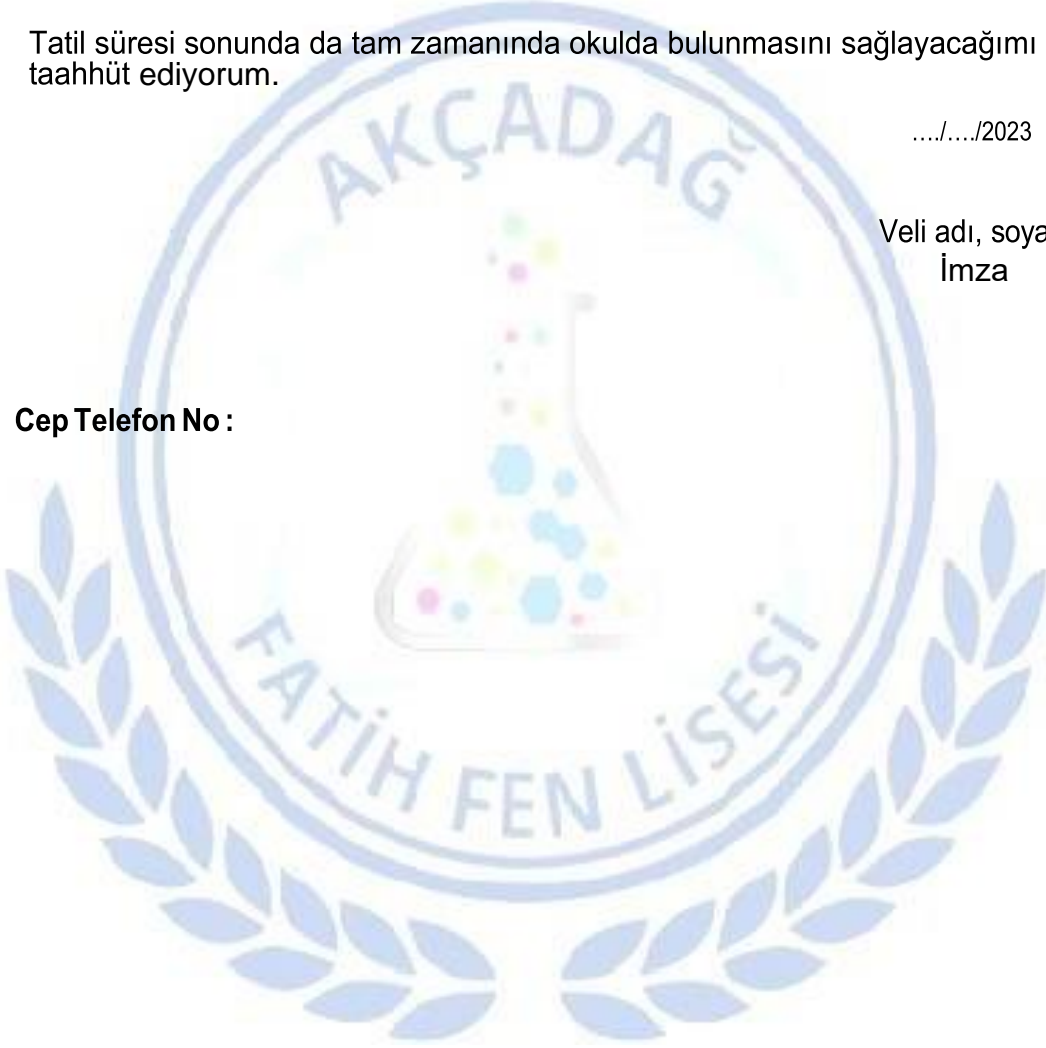 Tatil süresi sonunda da tam zamanında okulda bulunmasını sağlayacağımı
taahhüt ediyorum.
..../..../2023
Veli adı, soya
İmza
Cep Telefon No :
AKÇADAĞ
FATİH FEN LİSESİ